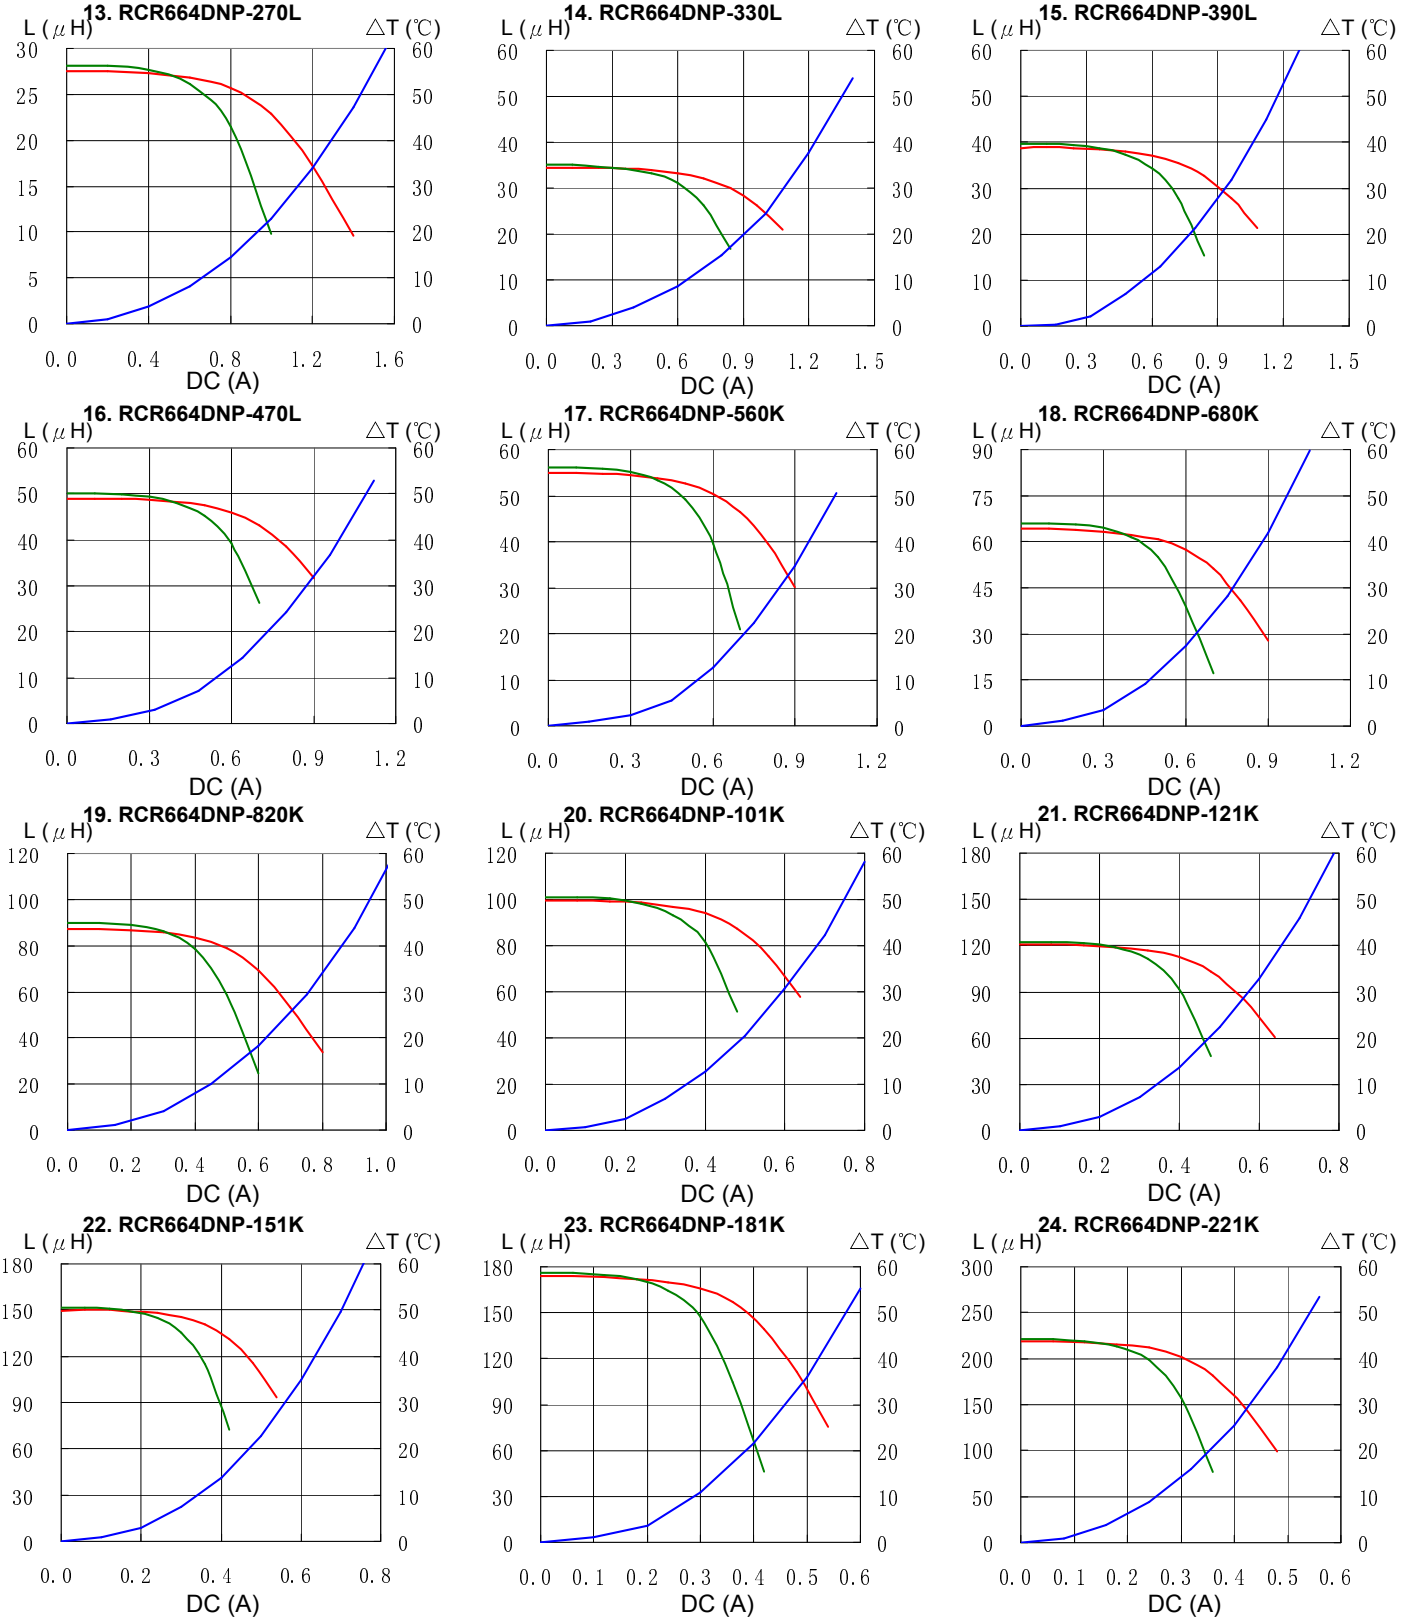 13. RCR664DNP-270L
L (μH)
△T (℃)
30
25
20
15
10
5
0
60
50
40
30
20
10
0
0.0 0.4 0.8 1.2 1.6
DC (A)
14. RCR664DNP-330L
L (μH)
△T (℃)
60
50
40
30
20
10
0
60
50
40
30
20
10
0
0.0 0.3 0.6 0.9 1.2 1.5
DC (A)
15. RCR664DNP-390L
L (μH)
△T (℃)
60
50
40
30
20
10
0
60
50
40
30
20
10
0
0.0 0.3 0.6 0.9 1.2 1.5
DC (A)
16. RCR664DNP-470L
L (μH)
△T (℃)
60
50
40
30
20
10
0
60
50
40
30
20
10
0
0.0 0.3 0.6 0.9 1.2
DC (A)
17. RCR664DNP-560K
L (μH)
△T (℃)
60
50
40
30
20
10
0
60
50
40
30
20
10
0
0.0 0.3 0.6 0.9 1.2
DC (A)
18. RCR664DNP-680K
L (μH)
△T (℃)
90
75
60
45
30
15
0
60
50
40
30
20
10
0
0.0 0.3 0.6 0.9 1.2
DC (A)
19. RCR664DNP-820K
L (μH)
△T (℃)
120
100
80
60
40
20
0
60
50
40
30
20
10
0
0.0 0.2 0.4 0.6 0.8 1.0
DC (A)
20. RCR664DNP-101K
L (μH)
△T (℃)
120
100
80
60
40
20
0
60
50
40
30
20
10
0
0.0 0.2 0.4 0.6 0.8
DC (A)
21. RCR664DNP-121K
L (μH)
△T (℃)
180
150
120
90
60
30
0
60
50
40
30
20
10
0
0.0 0.2 0.4 0.6 0.8
DC (A)
22. RCR664DNP-151K
L (μH)
△T (℃)
180
150
120
90
60
30
0
60
50
40
30
20
10
0
0.0 0.2 0.4 0.6 0.8
DC (A)
23. RCR664DNP-181K
L (μH)
△T (℃)
180
150
120
90
60
30
0
60
50
40
30
20
10
0
0.0 0.1 0.2 0.3 0.4 0.5 0.6
DC (A)
24. RCR664DNP-221K
L (μH)
△T (℃)
300
250
200
150
100
50
0
60
50
40
30
20
10
0
0.0 0.1 0.2 0.3 0.4 0.5 0.6
DC (A)